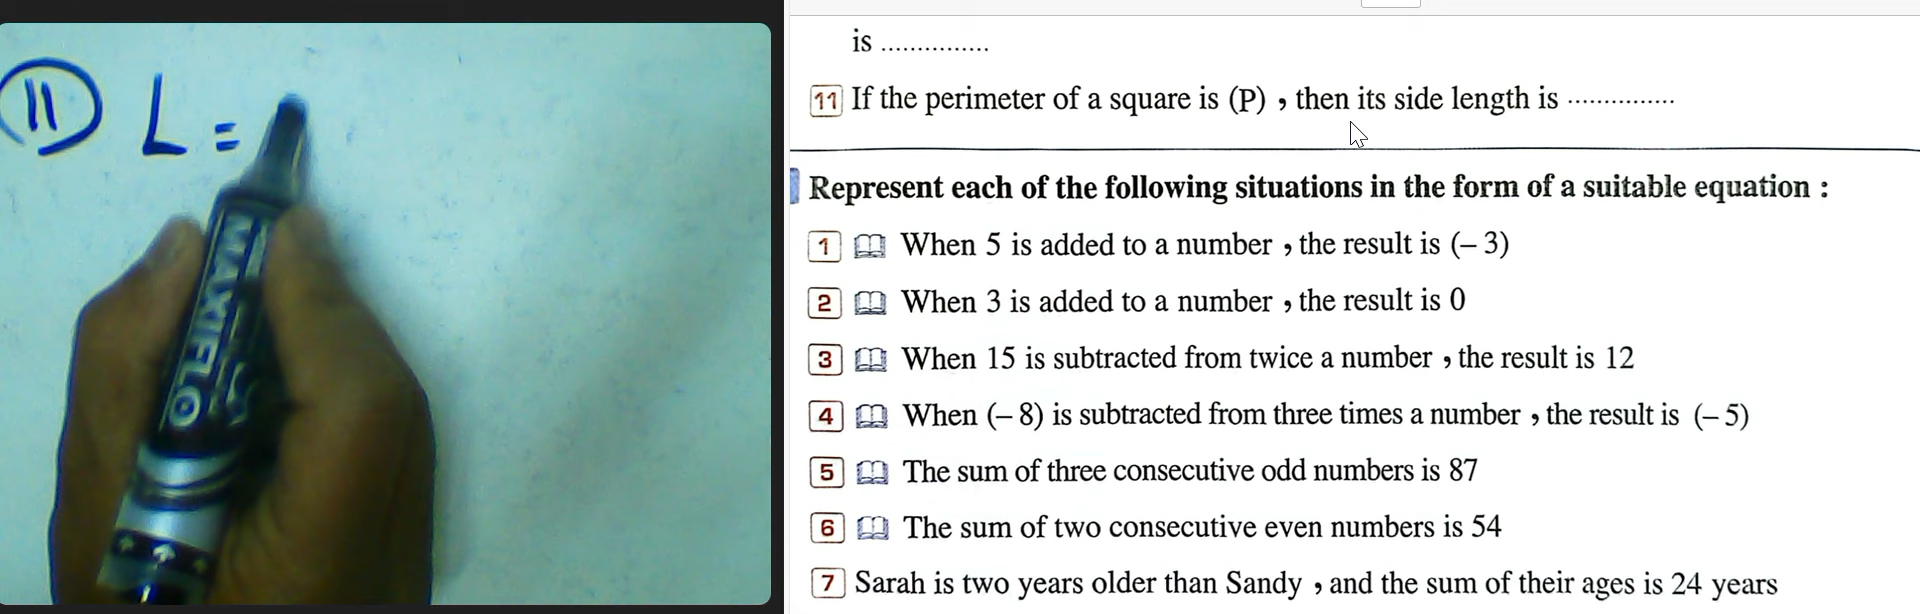 11 L =
MAXIFLO
is ...............
11 If the perimeter of a square is (P) , then its side length is ...............
Represent each of the following situations in the form of a suitable equation :
1 When 5 is added to a number , the result is (– 3)
2 When 3 is added to a number , the result is 0
3 When 15 is subtracted from twice a number , the result is 12
4 When (– 8) is subtracted from three times a number , the result is (– 5)
5 The sum of three consecutive odd numbers is 87
6 The sum of two consecutive even numbers is 54
7 Sarah is two years older than Sandy , and the sum of their ages is 24 years